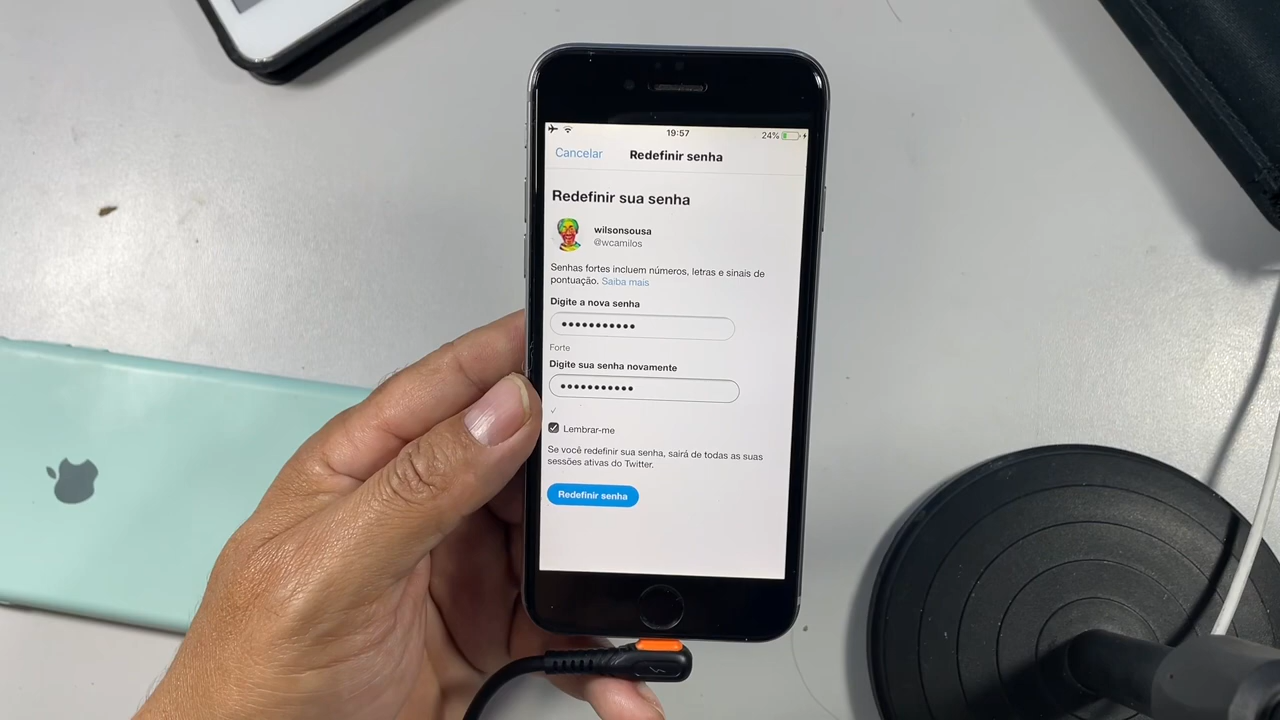 19:57
24%
Cancelar
Redefinir senha
Redefinir sua senha
wilsonsousa
@wcamilos
Senhas fortes incluem números, letras e sinais de
pontuação. Saiba mais
Digite a nova senha
•••••••••••
Forte
Digite sua senha novamente
•••••••••••
Lembrar-me
Se você redefinir sua senha, sairá de todas as suas
sessões ativas do Twitter.
Redefinir senha